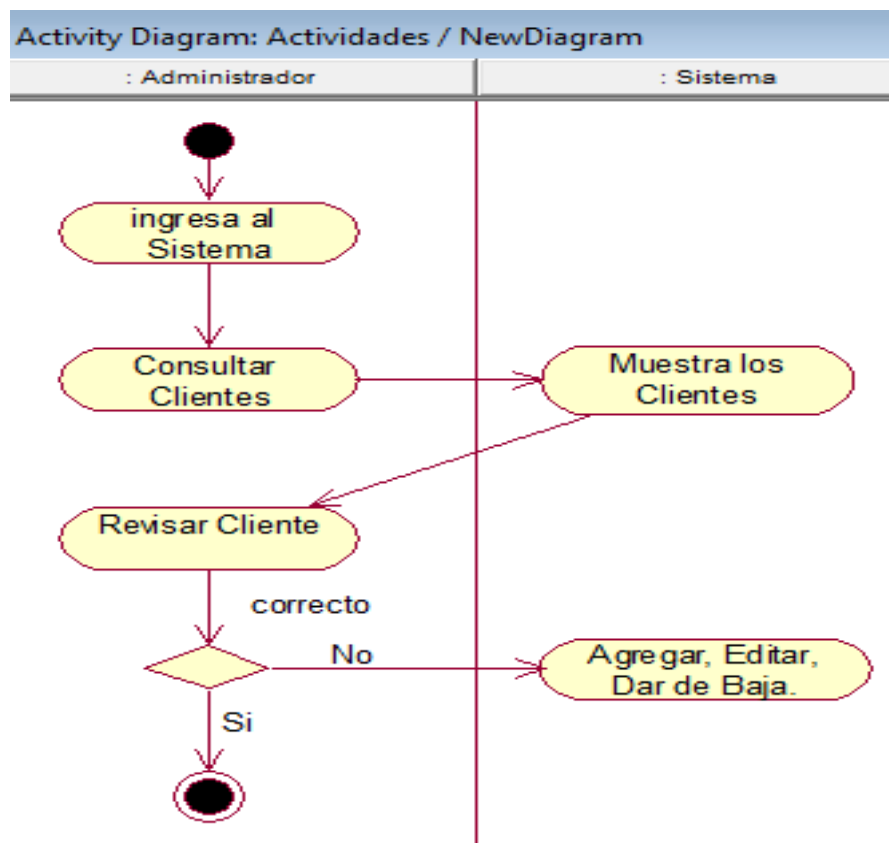 Activity Diagram: Actividades / NewDiagram
: Administrador
: Sistema
ingresa al
Sistema
Consultar
Clientes
Muestra los
Clientes
Revisar Cliente
correcto
No
Agregar, Editar,
Dar de Baja.
Si